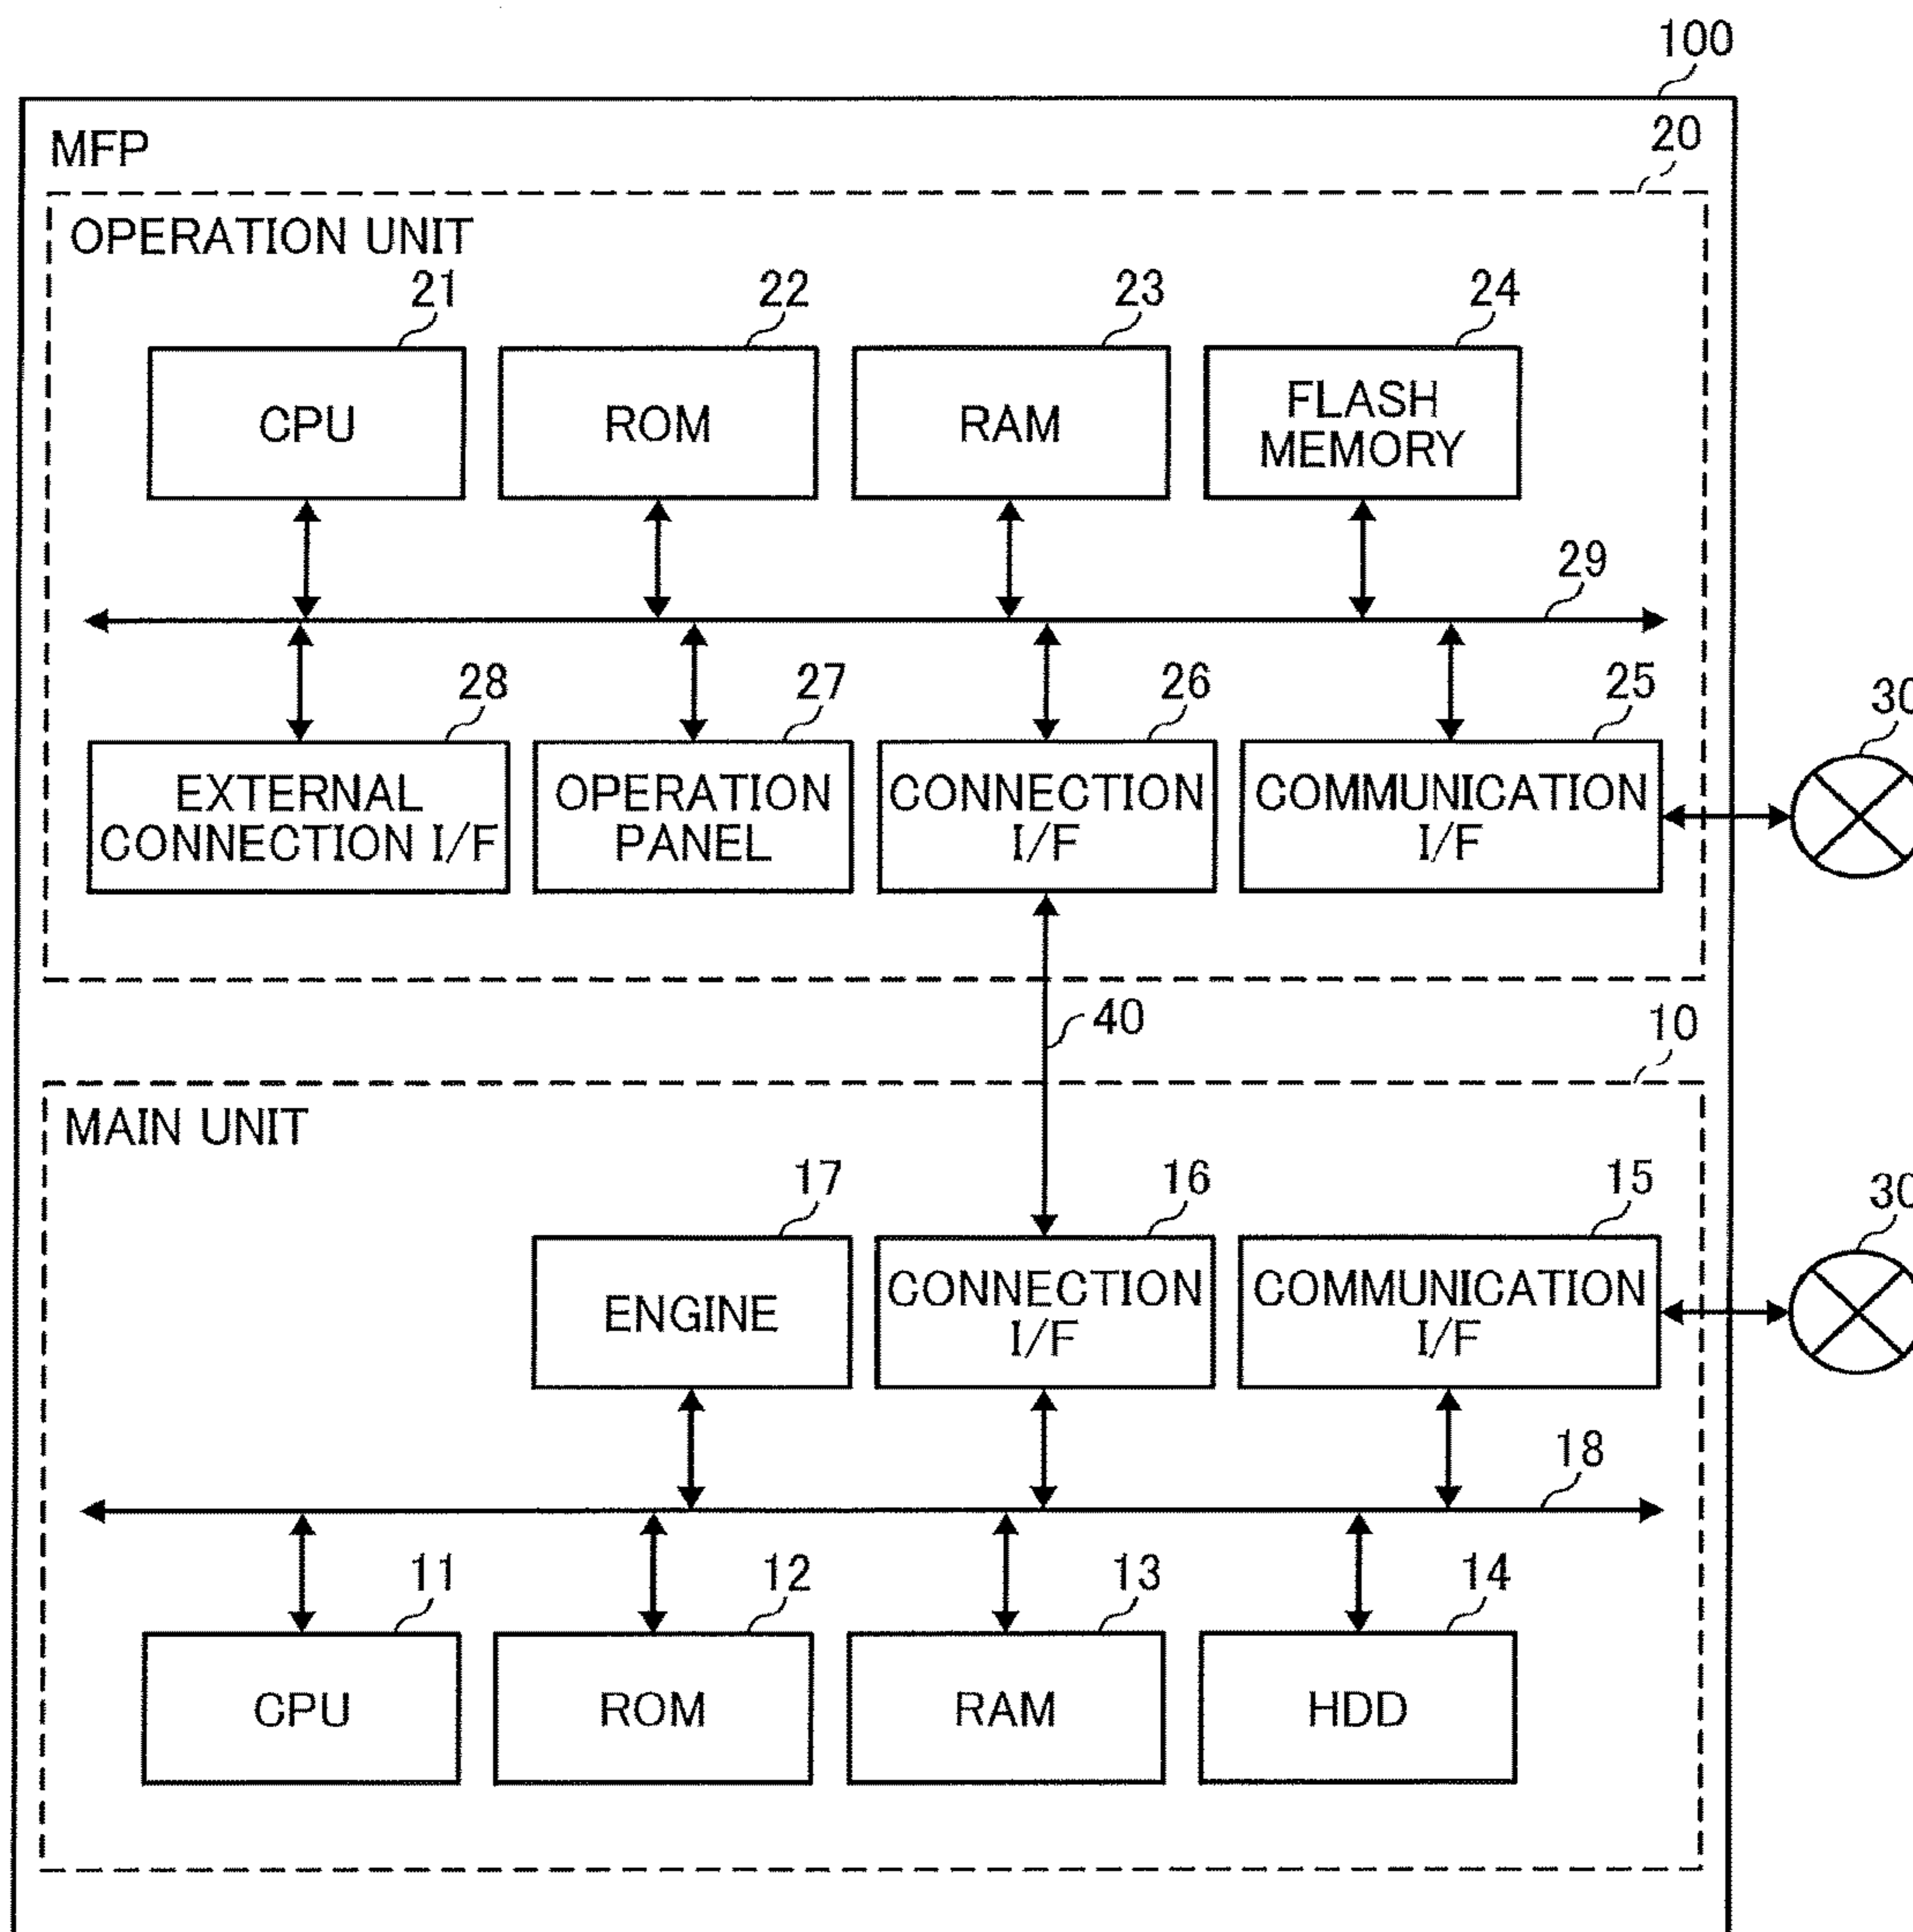 100
MFP
20
OPERATION UNIT
21
22
23
24
CPU
ROM
RAM
FLASH
MEMORY
29
28
27
26
25
30
EXTERNAL
CONNECTION I/F
OPERATION
PANEL
CONNECTION
I/F
COMMUNICATION
I/F
40
10
MAIN UNIT
17
16
15
30
ENGINE
CONNECTION
I/F
COMMUNICATION
I/F
18
11
12
13
14
CPU
ROM
RAM
HDD